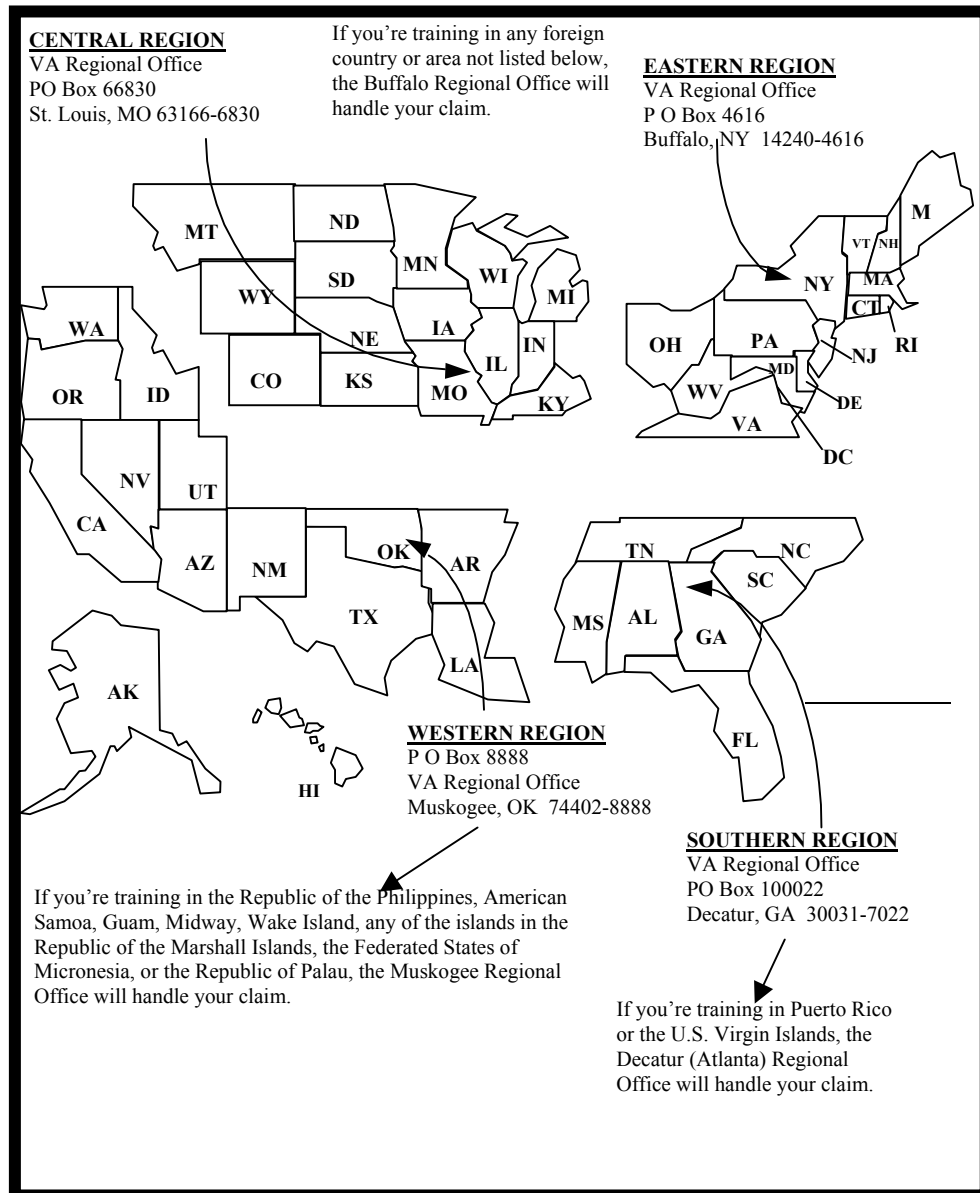 CENTRAL REGION
VA Regional Office
PO Box 66830
St. Louis, MO 63166-6830
If you're training in any foreign
country or area not listed below,
the Buffalo Regional Office will
handle your claim.
EASTERN REGION
VA Regional Office
P O Box 4616
Buffalo, NY 14240-4616
MT
ND
MN
WI
MI
WY
SD
NE
IA
IL
IN
CO
KS
MO
KY
M
VT
NH
NY
MA
CT
RI
OH
PA
NJ
MD
WV
DE
VA
DC
WA
OR
ID
NV
UT
CA
AZ
NM
OK
AR
TX
LA
AK
HI
TN
NC
SC
MS
AL
GA
FL
WESTERN REGION
P O Box 8888
VA Regional Office
Muskogee, OK 74402-8888
SOUTHERN REGION
VA Regional Office
PO Box 100022
Decatur, GA 30031-7022
If you're training in the Republic of the Philippines, American
Samoa, Guam, Midway, Wake Island, any of the islands in the
Republic of the Marshall Islands, the Federated States of
Micronesia, or the Republic of Palau, the Muskogee Regional
Office will handle your claim.
If you're training in Puerto Rico
or the U.S. Virgin Islands, the
Decatur (Atlanta) Regional
Office will handle your claim.